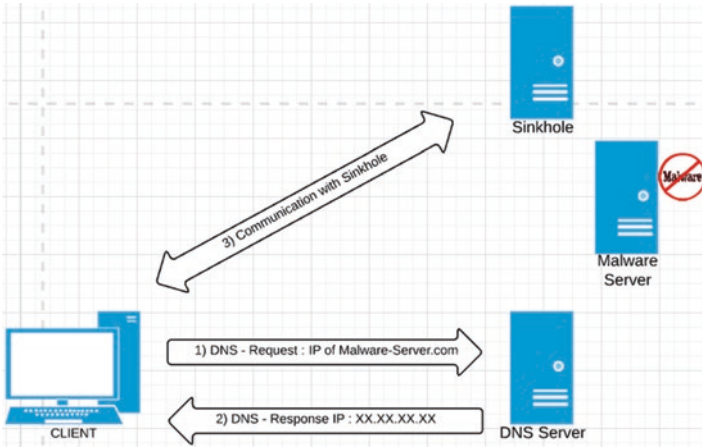 Sinkhole
Malware
3) Communication with Sinkhole
Malware
Server
1) DNS - Request : IP of Malware-Server.com
2) DNS - Response IP : XX.XX.XX.XX
CLIENT
DNS Server